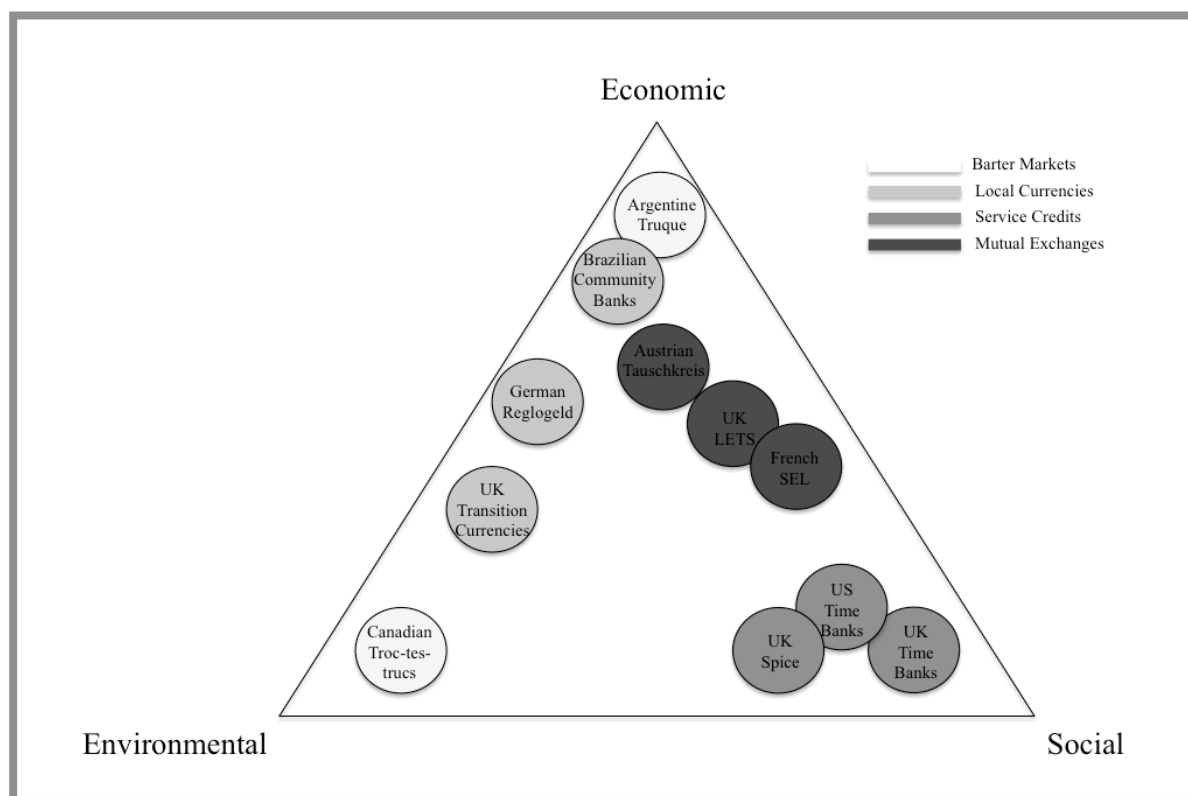 Economic
Barter Markets
Local Currencies
Service Credits
Mutual Exchanges
Argentine
Truque
Brazilian
Community
Banks
Austrian
Tauschkreis
German
Reglogeld
UK
LETS
French
SEL
UK
Transition
Currencies
US
Time
Banks
Canadian
Troc-tes-
trucs
UK
Spice
UK
Time
Banks
Environmental
Social